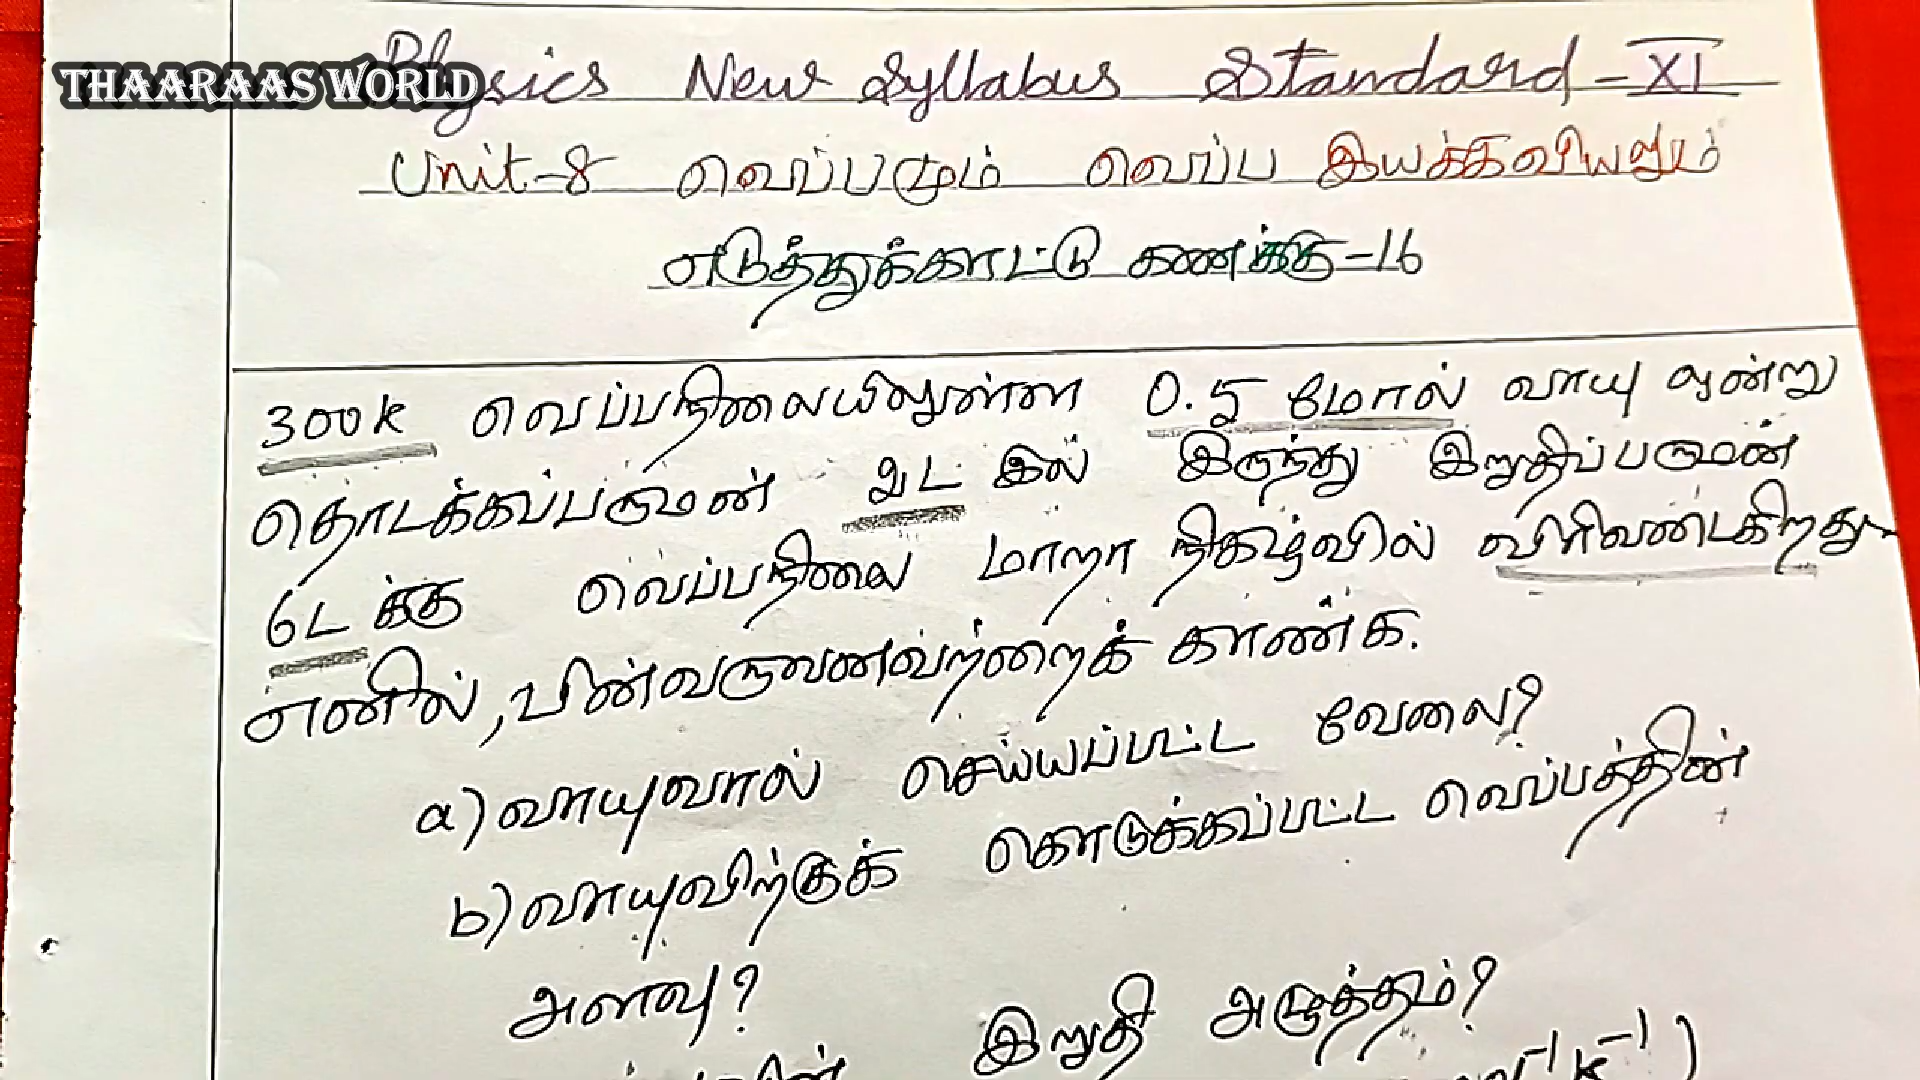 THAARAAS WORLD
Physics New Syllabus Standard-XI
Unit-8 வெப்பமும் வெப்ப இயக்கவியலும்
எடுத்துக்காட்டு கணக்கு-16
300k வெப்பநிலையிலுள்ள 0.5 மோல் வாயு ஒன்று
தொடக்கப்பருமன் 2L இல் இருந்து இறுதிப்பருமன்
6L க்கு வெப்பநிலை மாறா நிகழ்வில் விரிவடைகிறது
எனில், பின்வருவனவற்றைக் காண்க.
a) வாயுவால் செய்யப்பட்ட வேலை?
b) வாயுவிற்குக் கொடுக்கப்பட்ட வெப்பத்தின்
அளவு?
இறுதி அழுத்தம்?
k⁻¹)